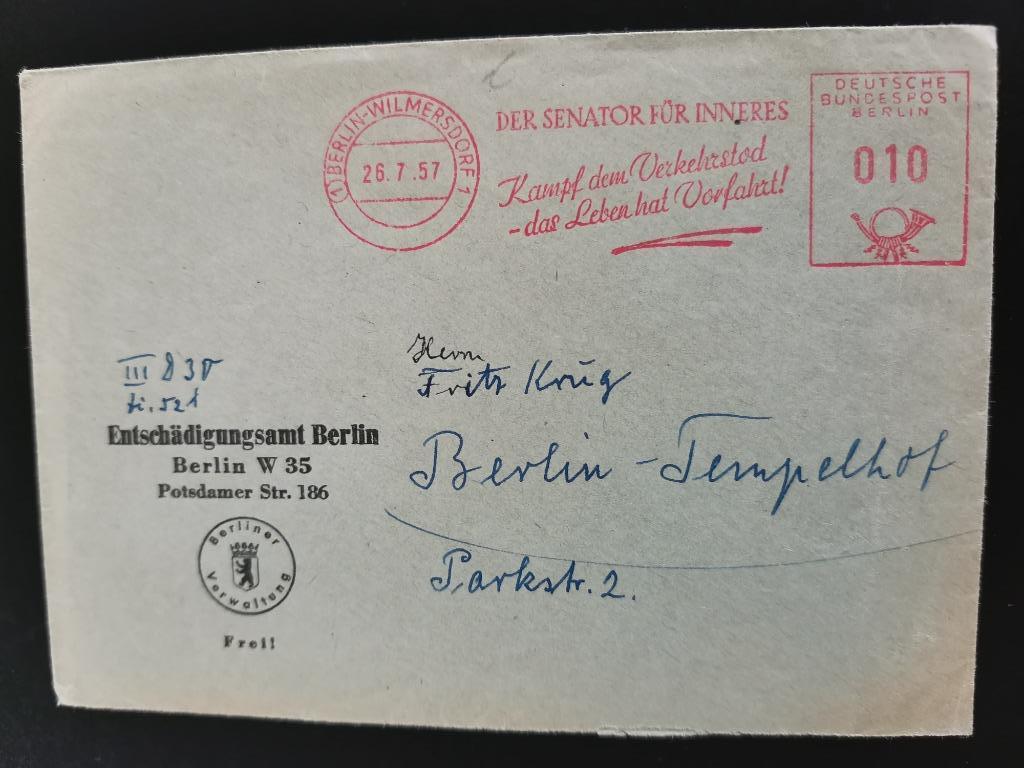 (1) BERLIN-WILMERSDORF 1
26.7.57
DER SENATOR FÜR INNERES
Kampf dem Verkehrstod
- das Leben hat Vorfahrt!
DEUTSCHE
BUNDESPOST
BERLIN
010
III
Entschädigungsamt Berlin
Berlin W 35
Potsdamer Str. 186
Berliner
Verwaltung
Frei!
Herrn
Fritz Krug
Berlin - Tempelhof
Parkstr. 2.